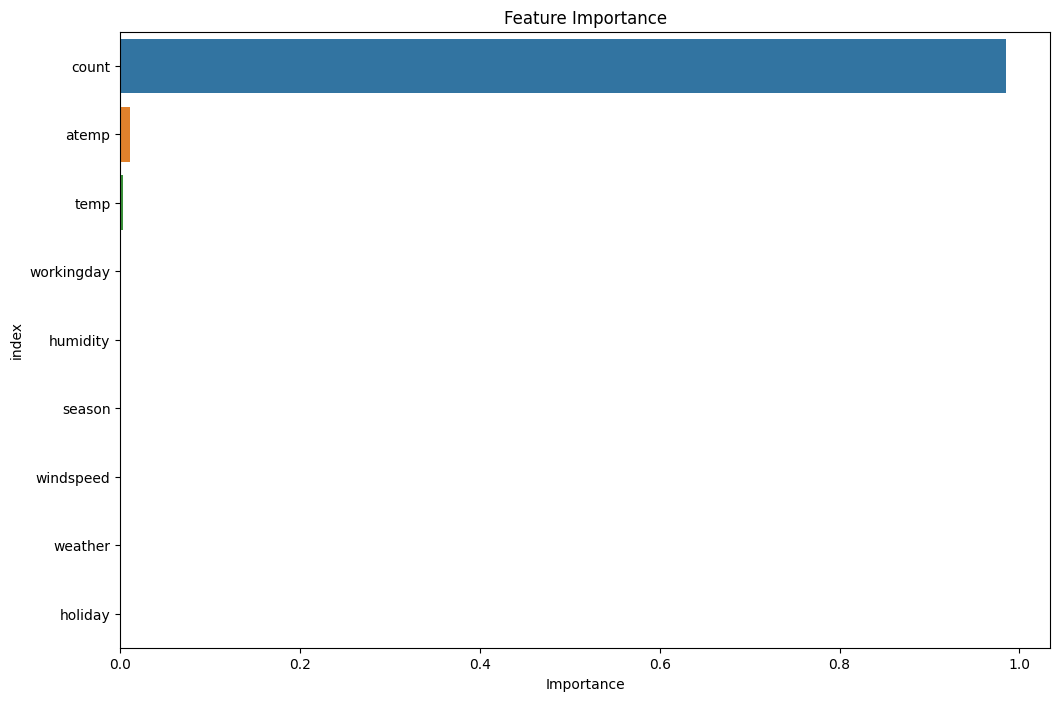 Feature Importance
count
atemp
temp
workingday
humidity
season
windspeed
weather
holiday
index
0.0 0.2 0.4 0.6 0.8 1.0
Importance